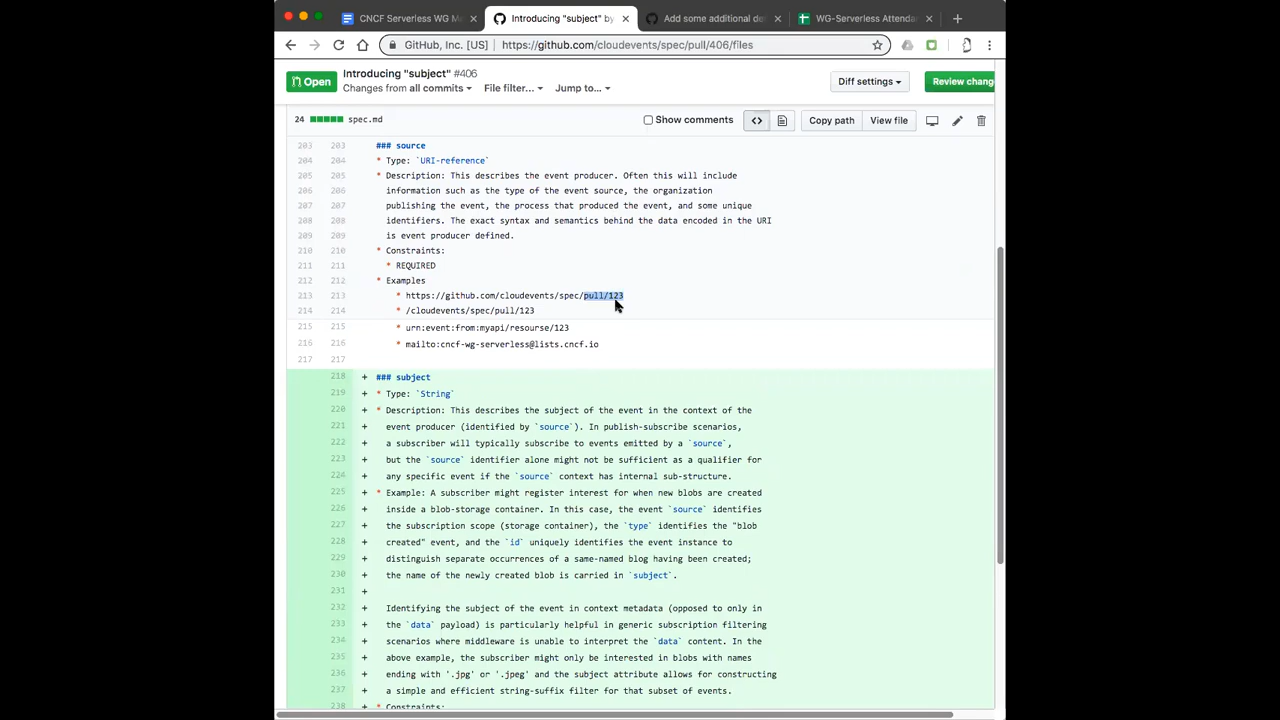 CNCF Serverless WG M
Introducing "subject" by
Add some additional de
WG-Serverless Attendan
GitHub, Inc. [US]
https://github.com/cloudevents/spec/pull/406/files
Open
Introducing "subject" #406
Changes from all commits
File filter...
Jump to...
Diff settings
Review chang
24
spec.md
Show comments
Copy path
View file
203 203 ### source
204 204 * Type: `URI-reference`
205 205 * Description: This describes the event producer. Often this will include
206 206 information such as the type of the event source, the organization
207 207 publishing the event, the process that produced the event, and some unique
208 208 identifiers. The exact syntax and semantics behind the data encoded in the URI
209 209 is event producer defined.
210 210 * Constraints:
211 211 * REQUIRED
212 212 * Examples
213 213 * https://github.com/cloudevents/spec/pull/123
214 214 * /cloudevents/spec/pull/123
215 215 * urn:event:from:myapi/resourse/123
216 216 * mailto:cncf-wg-serverless@lists.cncf.io
217 217
218 + ### subject
219 + * Type: `String`
220 + * Description: This describes the subject of the event in the context of the
221 + event producer (identified by `source`). In publish-subscribe scenarios,
222 + a subscriber will typically subscribe to events emitted by a `source`,
223 + but the `source` identifier alone might not be sufficient as a qualifier for
224 + any specific event if the `source` context has internal sub-structure.
225 + * Example: A subscriber might register interest for when new blobs are created
226 + inside a blob-storage container. In this case, the event `source` identifies
227 + the subscription scope (storage container), the `type` identifies the "blob
228 + created" event, and the `id` uniquely identifies the event instance to
229 + distinguish separate occurrences of a same-named blog having been created;
230 + the name of the newly created blob is carried in `subject`.
231 +
232 + Identifying the subject of the event in context metadata (opposed to only in
233 + the `data` payload) is particularly helpful in generic subscription filtering
234 + scenarios where middleware is unable to interpret the `data` content. In the
235 + above example, the subscriber might only be interested in blobs with names
236 + ending with '.jpg' or '.jpeg' and the subject attribute allows for constructing
237 + a simple and efficient string-suffix filter for that subset of events.
238 + * Constraints: